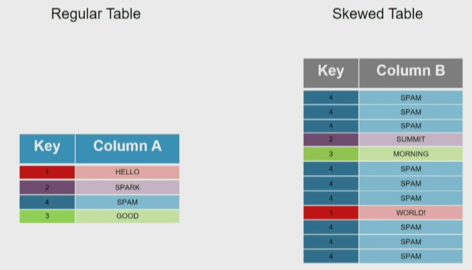 Regular Table
Skewed Table
Key Column A
1 HELLO
2 SPARK
4 SPAM
3 GOOD
Key Column B
4 SPAM
4 SPAM
4 SPAM
2 SUMMIT
3 MORNING
4 SPAM
4 SPAM
4 SPAM
1 WORLD!
4 SPAM
4 SPAM
4 SPAM